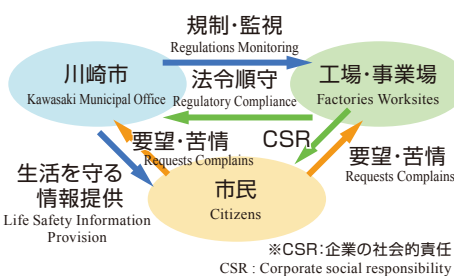 規制・監視
Regulations Monitoring
川崎市
Kawasaki Municipal Office
工場・事業場
Factories Worksites
法令順守
Regulatory Compliance
CSR
要望・苦情
Requests Complains
要望・苦情
Requests Complains
生活を守る
情報提供
Life Safety Information
Provision
市民
Citizens
※CSR:企業の社会的責任
CSR : Corporate social responsibility